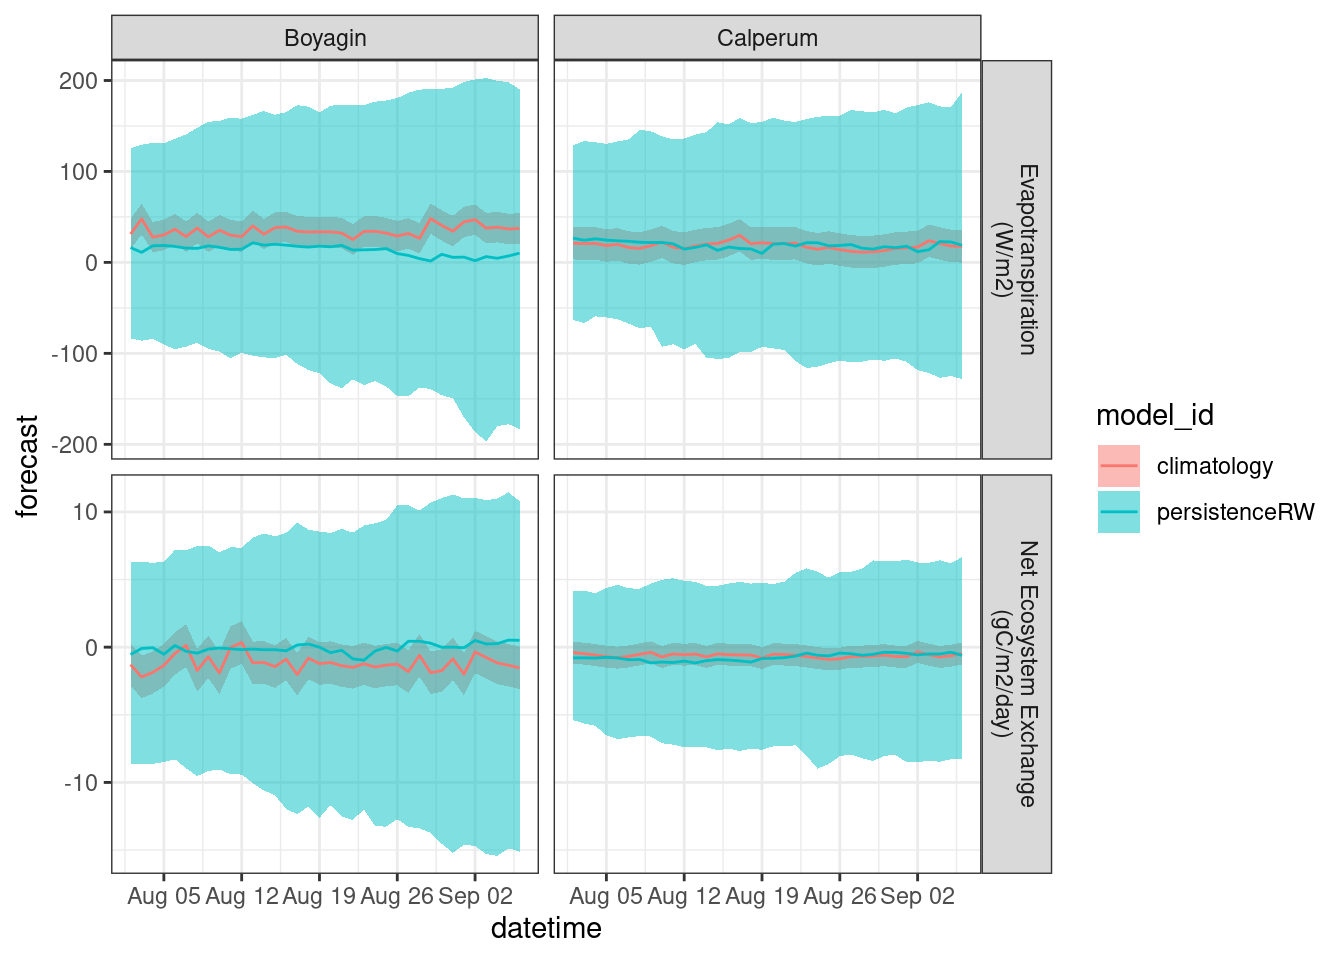 Boyagin
Calperum
200
100
0
-100
-200
Evapotranspiration
(W/m2)
forecast
10
0
-10
Net Ecosystem Exchange
(gC/m2/day)
model_id
climatology
persistenceRW
Aug 05 Aug 12 Aug 19 Aug 26 Sep 02
Aug 05 Aug 12 Aug 19 Aug 26 Sep 02
datetime